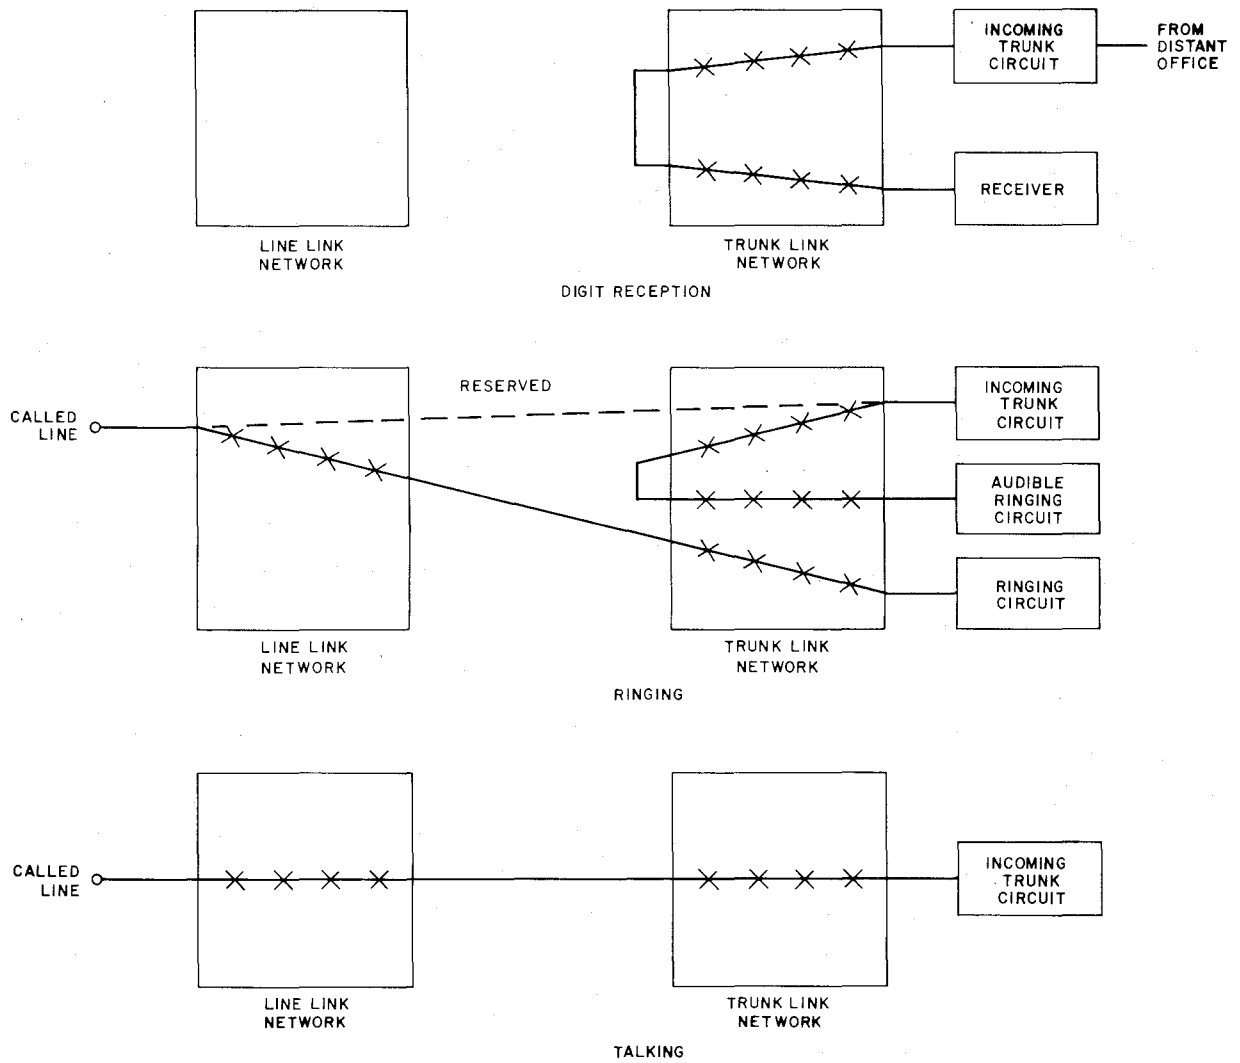 INCOMING
TRUNK
CIRCUIT
FROM
DISTANT
OFFICE
RECEIVER
LINE LINK
NETWORK
TRUNK LINK
NETWORK
DIGIT RECEPTION
CALLED
LINE
RESERVED
INCOMING
TRUNK
CIRCUIT
AUDIBLE
RINGING
CIRCUIT
RINGING
CIRCUIT
LINE LINK
NETWORK
TRUNK LINK
NETWORK
RINGING
CALLED
LINE
INCOMING
TRUNK
CIRCUIT
LINE LINK
NETWORK
TRUNK LINK
NETWORK
TALKING